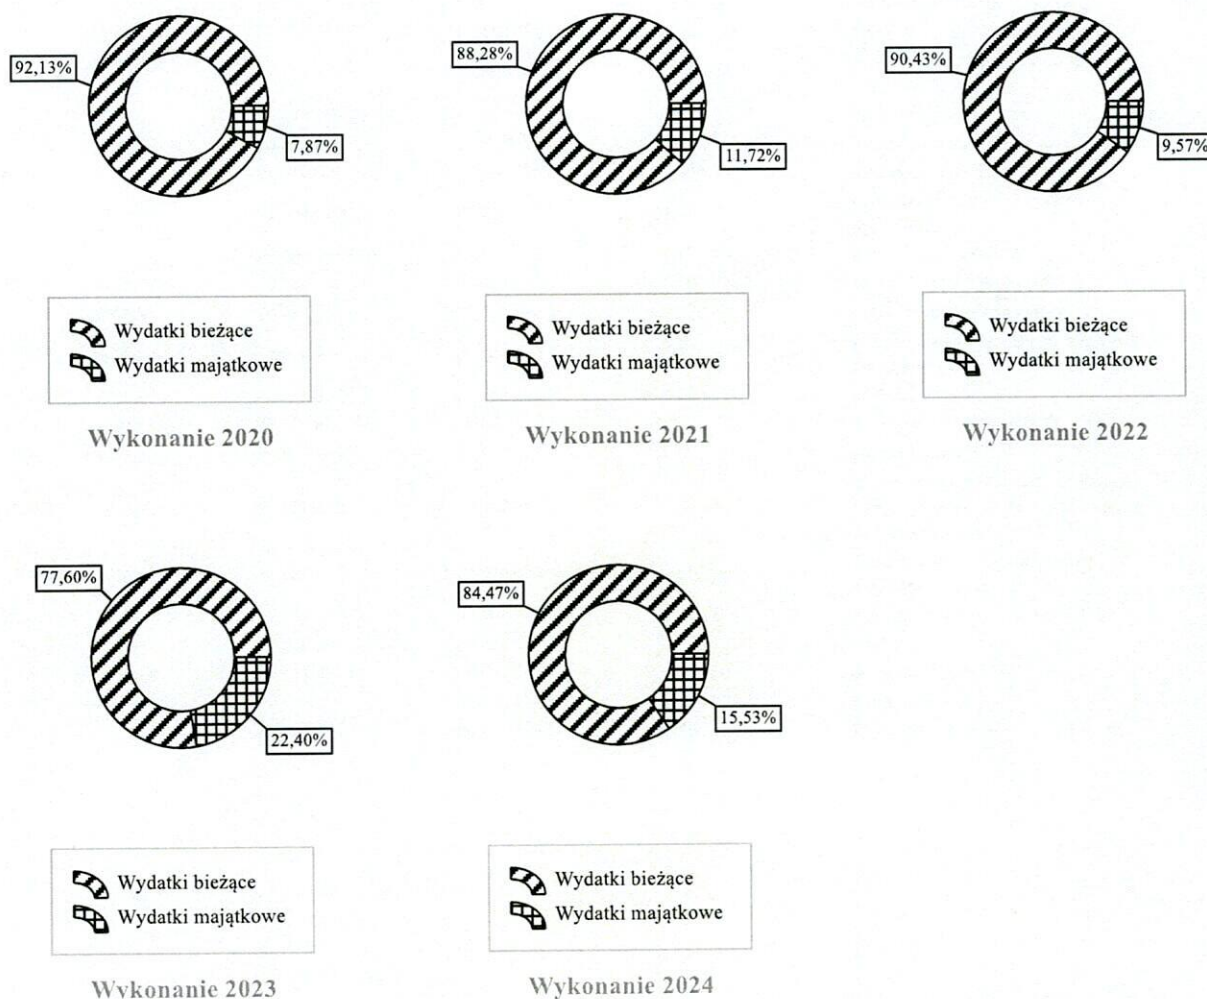 92,13%
7,87%
Wydatki bieżące
Wydatki majątkowe
Wykonanie 2020
88,28%
11,72%
Wydatki bieżące
Wydatki majątkowe
Wykonanie 2021
90,43%
9,57%
Wydatki bieżące
Wydatki majątkowe
Wykonanie 2022
77,60%
22,40%
Wydatki bieżące
Wydatki majątkowe
Wykonanie 2023
84,47%
15,53%
Wydatki bieżące
Wydatki majątkowe
Wykonanie 2024